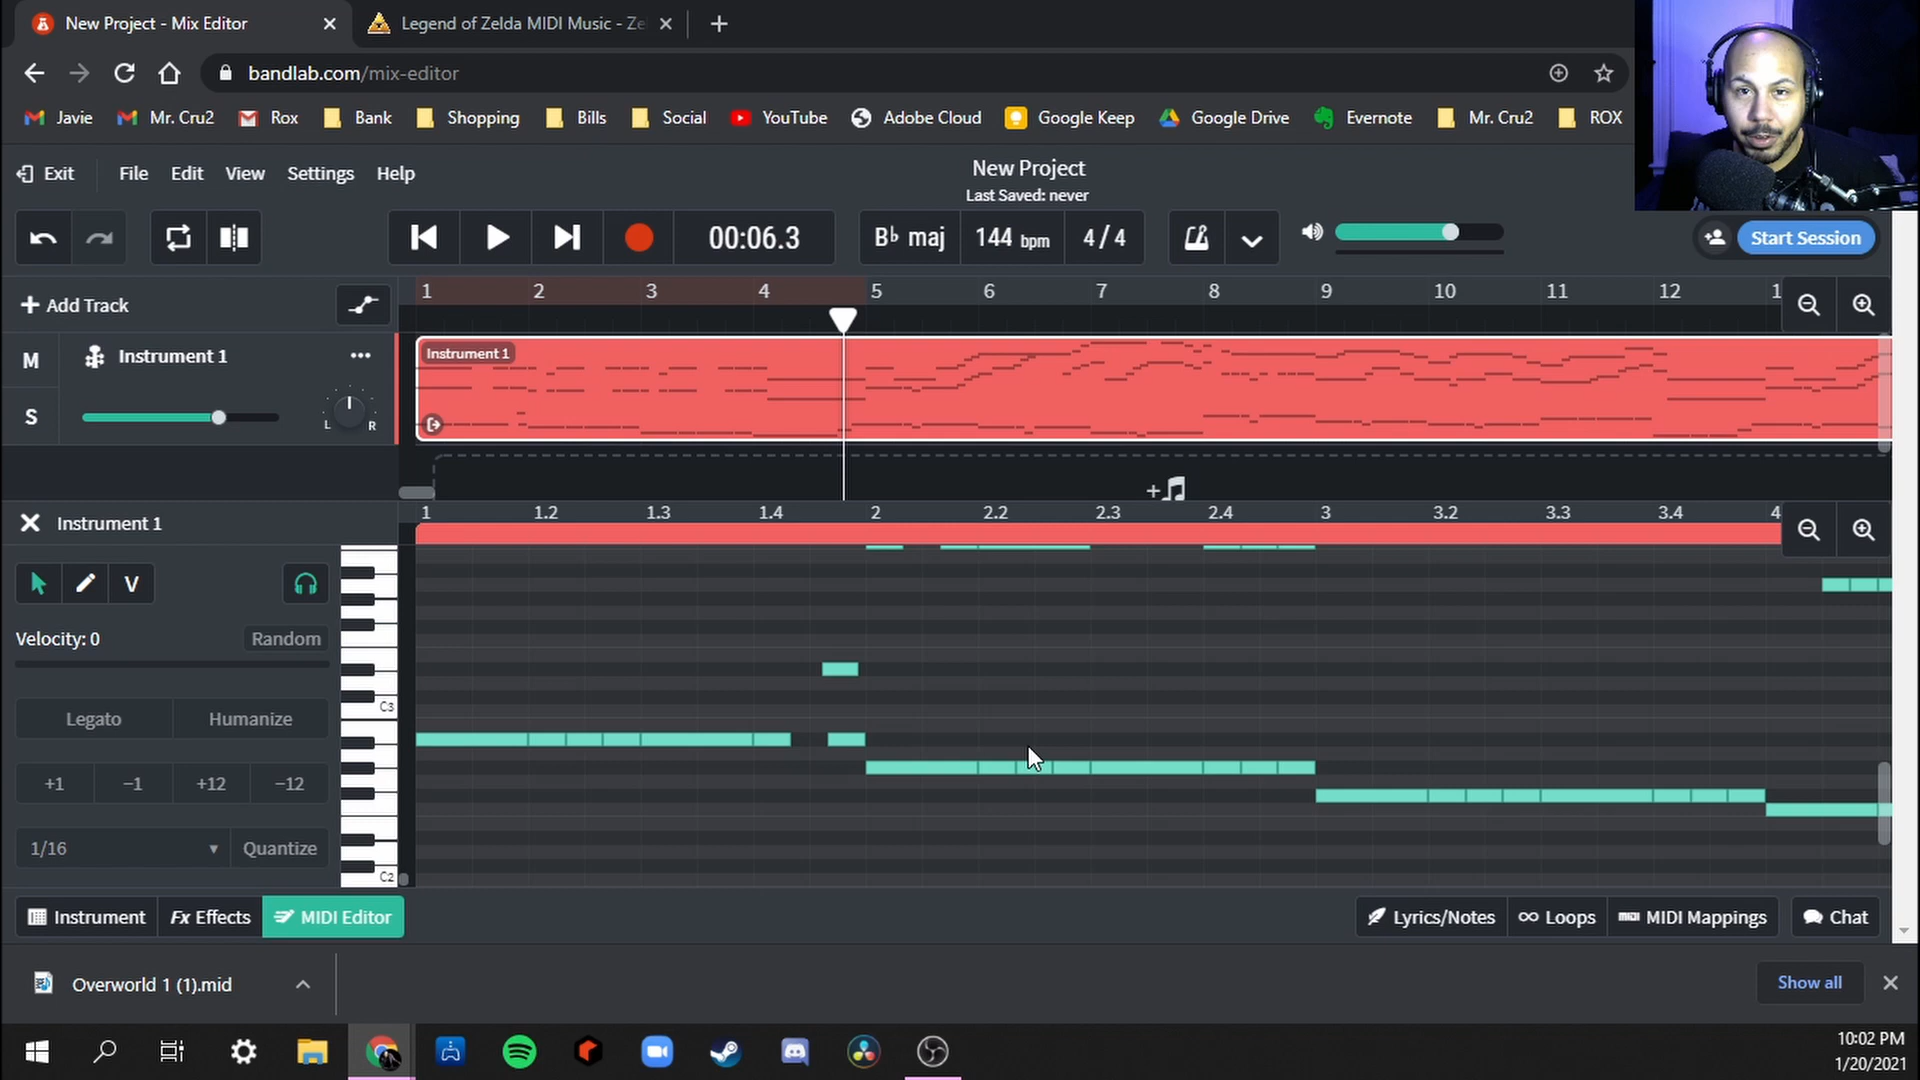 New Project - Mix Editor
Legend of Zelda MIDI Music - Ze
bandlab.com/mix-editor
Javie
Mr. Cru2
Rox
Bank
Shopping
Bills
Social
YouTube
Adobe Cloud
Google Keep
Google Drive
Evernote
Mr. Cru2
ROX
Exit
File
Edit
View
Settings
Help
New Project
Last Saved: never
00:06.3
B♭ maj
144 bpm
4/4
Start Session
+ Add Track
1 2 3 4 5 6 7 8 9 10 11 12 1
M
Instrument 1
S
L
R
Instrument 1
Instrument 1
1 1.2 1.3 1.4 2 2.2 2.3 2.4 3 3.2 3.3 3.4 4
V
Velocity: 0
Random
Legato
Humanize
+1
−1
+12
−12
1/16
Quantize
C3
C2
Instrument
Fx Effects
MIDI Editor
Lyrics/Notes
Loops
MIDI Mappings
Chat
Overworld 1 (1).mid
Show all
10:02 PM
1/20/2021